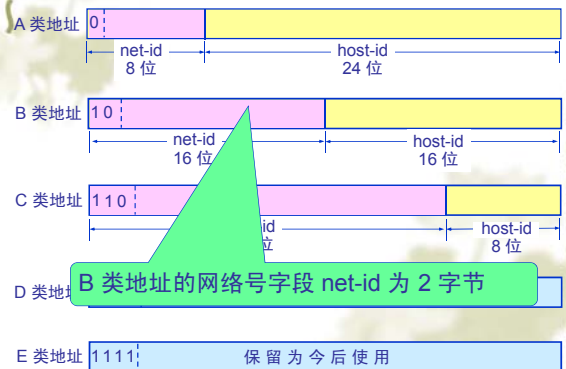 A 类地址 0
net-id host-id
8 位 24 位
B 类地址 10
net-id host-id
16 位 16 位
C 类地址 110
host-id
8 位
B 类地址的网络号字段 net-id 为 2 字节
D 类地
E 类地址 1111 保留为今后使用